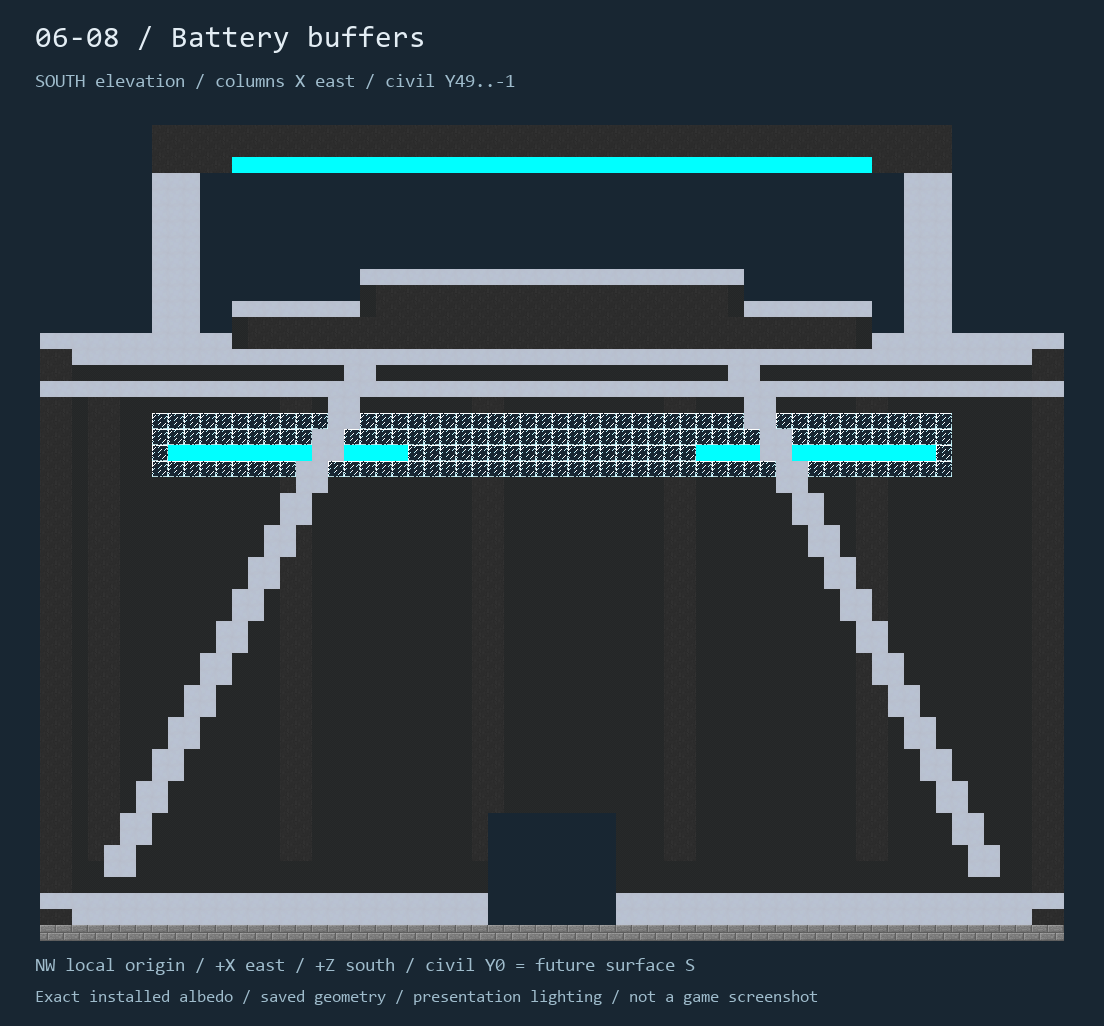 06-08 / Battery buffers
SOUTH elevation / columns X east / civil Y49..-1
NW local origin / +X east / +Z south / civil Y0 = future surface S
Exact installed albedo / saved geometry / presentation lighting / not a game screenshot